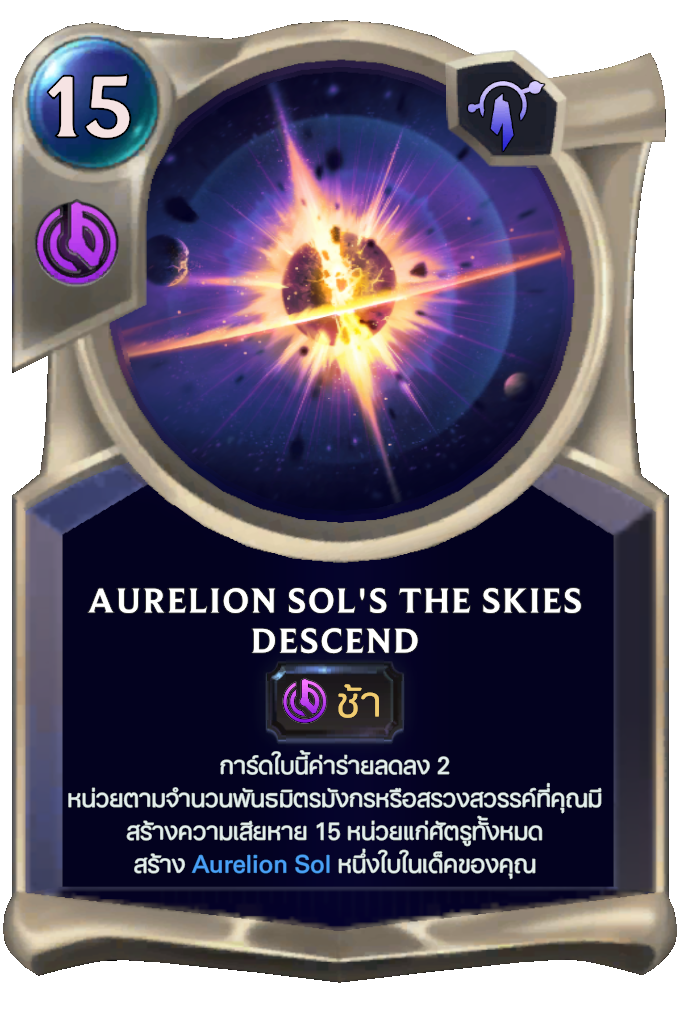 15
AURELION SOL'S THE SKIES
DESCEND
ช้า
การ์ดใบนี้ค่าร่ายลดลง 2
หน่วยตามจำนวนพันธมิตรมังกรหรือสรวงสวรรค์ที่คุณมี
สร้างความเสียหาย 15 หน่วยแก่ศัตรูทั้งหมด
สร้าง Aurelion Sol หนึ่งใบในเด็คของคุณ